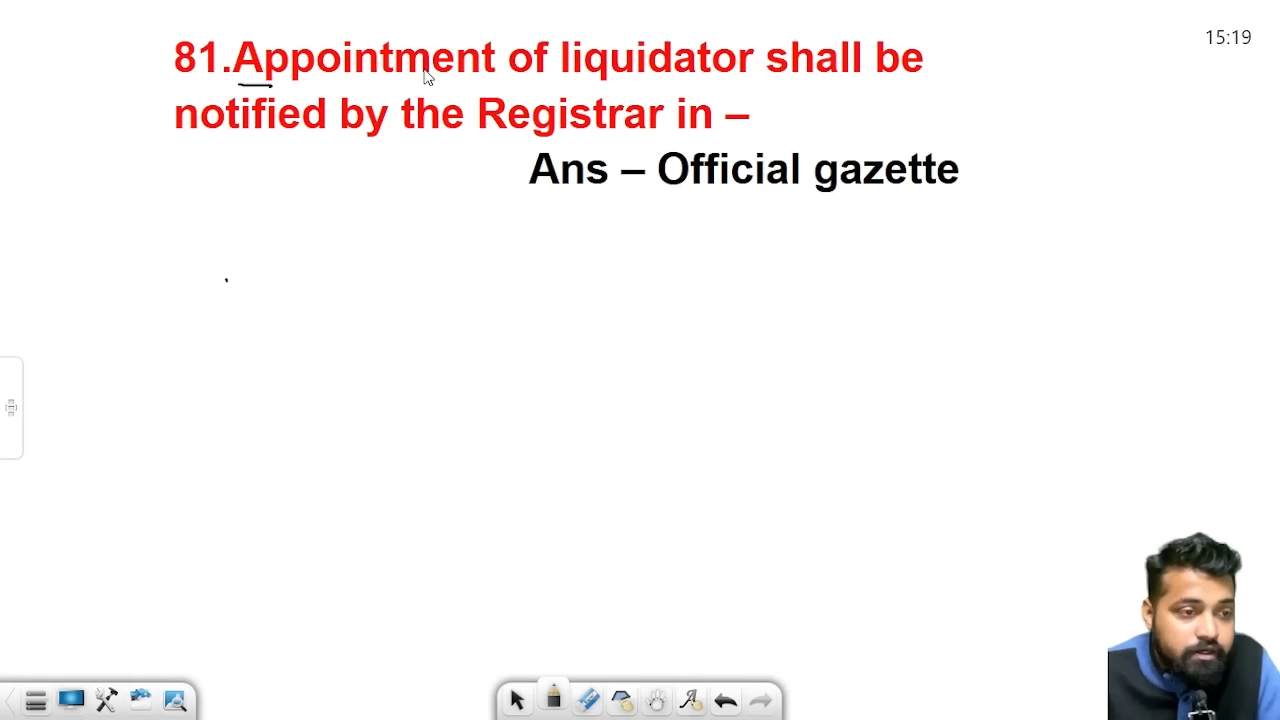 15:19
81.Appointment of liquidator shall be
notified by the Registrar in –
Ans – Official gazette